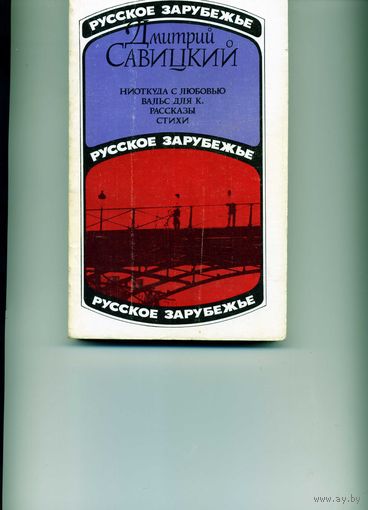 РУССКОЕ ЗАРУБЕЖЬЕ
Дмитрий
САВИЦКИЙ
НИОТКУДА С ЛЮБОВЬЮ
ВАЛЬС ДЛЯ К.
РАССКАЗЫ
СТИХИ
РУССКОЕ ЗАРУБЕЖЬЕ
РУССКОЕ ЗАРУБЕЖЬЕ
www.ay.by